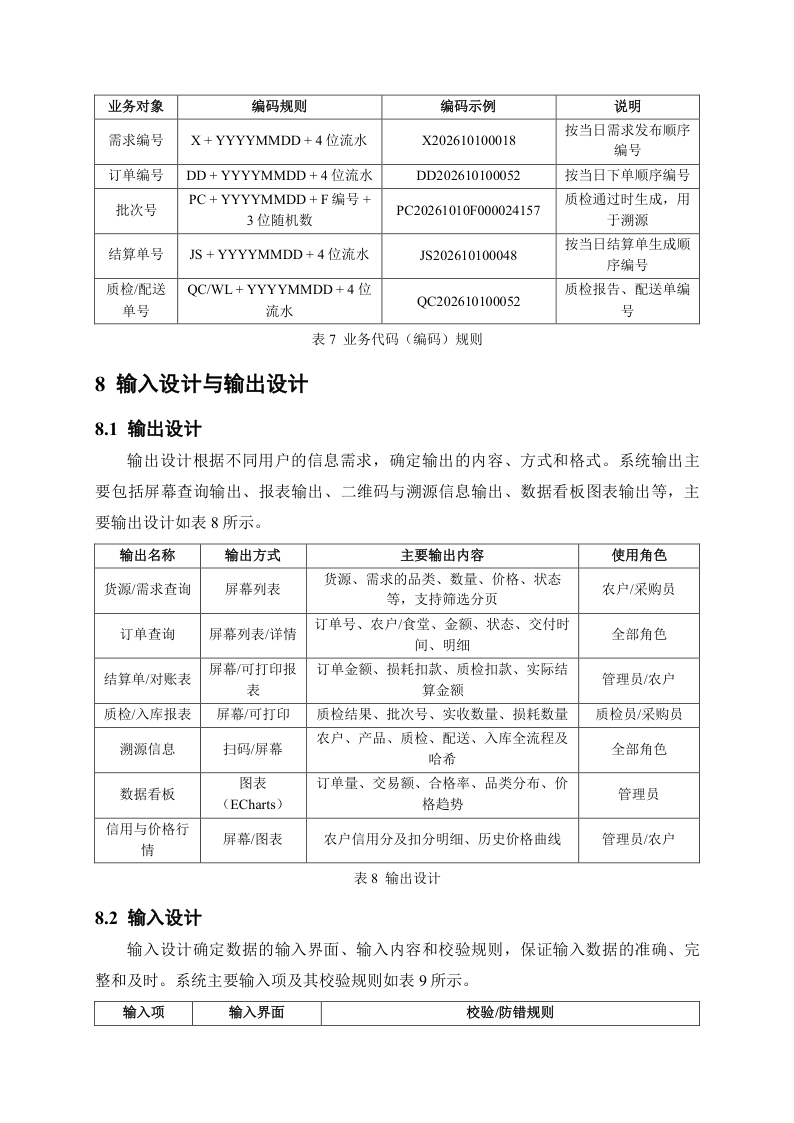 业务对象 编码规则 编码示例 说明
需求编号 X + YYYYMMDD + 4 位流水 X202610100018 按当日需求发布顺序
编号
订单编号 DD + YYYYMMDD + 4 位流水 DD202610100052 按当日下单顺序编号
批次号 PC + YYYYMMDD + F 编号 +
3 位随机数 PC20261010F000024157 质检通过时生成，用
于溯源
结算单号 JS + YYYYMMDD + 4 位流水 JS202610100048 按当日结算单生成顺
序编号
质检/配送
单号 QC/WL + YYYYMMDD + 4 位
流水 QC202610100052 质检报告、配送单编
号
表 7 业务代码（编码）规则
8 输入设计与输出设计
8.1 输出设计
输出设计根据不同用户的信息需求，确定输出的内容、方式和格式。系统输出主
要包括屏幕查询输出、报表输出、二维码与溯源信息输出、数据看板图表输出等，主
要输出设计如表 8 所示。
输出名称 输出方式 主要输出内容 使用角色
货源/需求查询 屏幕列表 货源、需求的品类、数量、价格、状态
等，支持筛选分页 农户/采购员
订单查询 屏幕列表/详情 订单号、农户/食堂、金额、状态、交付时
间、明细 全部角色
结算单/对账表 屏幕/可打印报
表 订单金额、损耗扣款、质检扣款、实际结
算金额 管理员/农户
质检/入库报表 屏幕/可打印 质检结果、批次号、实收数量、损耗数量 质检员/采购员
溯源信息 扫码/屏幕 农户、产品、质检、配送、入库全流程及
哈希 全部角色
数据看板 图表
（ECharts） 订单量、交易额、合格率、品类分布、价
格趋势 管理员
信用与价格行
情 屏幕/图表 农户信用分及扣分明细、历史价格曲线 管理员/农户
表 8 输出设计
8.2 输入设计
输入设计确定数据的输入界面、输入内容和校验规则，保证输入数据的准确、完
整和及时。系统主要输入项及其校验规则如表 9 所示。
输入项 输入界面 校验/防错规则